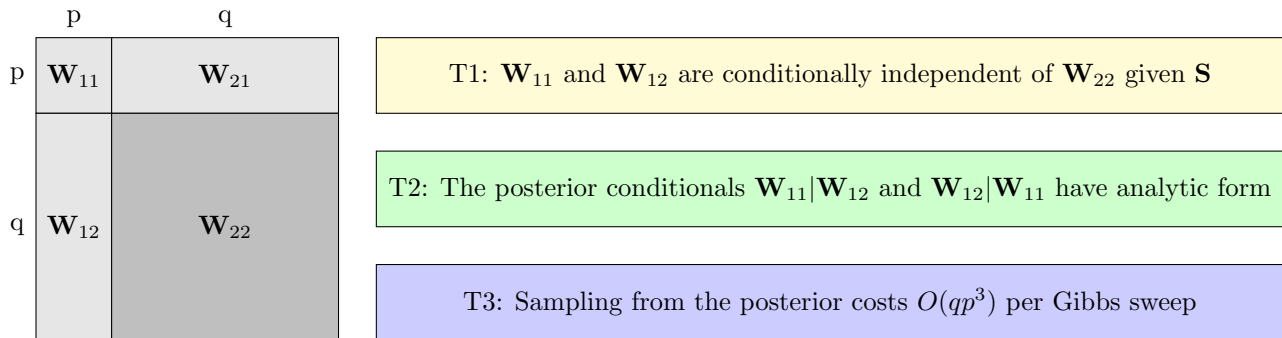 p q
p W₁₁ W₂₁ T1: W₁₁ and W₁₂ are conditionally independent of W₂₂ given S
T2: The posterior conditionals W₁₁|W₁₂ and W₁₂|W₁₁ have analytic form
q W₁₂ W₂₂
T3: Sampling from the posterior costs O(qp³) per Gibbs sweep